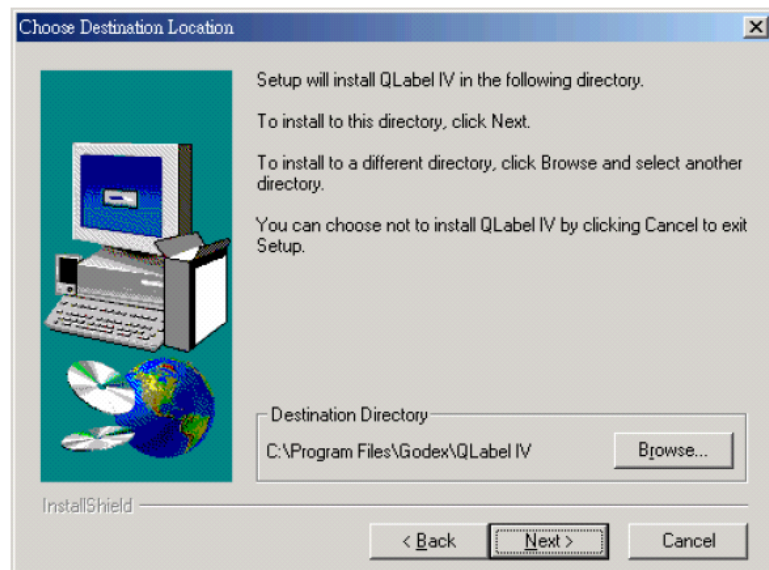 Choose Destination Location
Setup will install QLabel IV in the following directory.
To install to this directory, click Next.
To install to a different directory, click Browse and select another
directory.
You can choose not to install QLabel IV by clicking Cancel to exit
Setup.
Destination Directory
C:\Program Files\Godex\QLabel IV
Browse...
InstallShield
< Back
Next >
Cancel